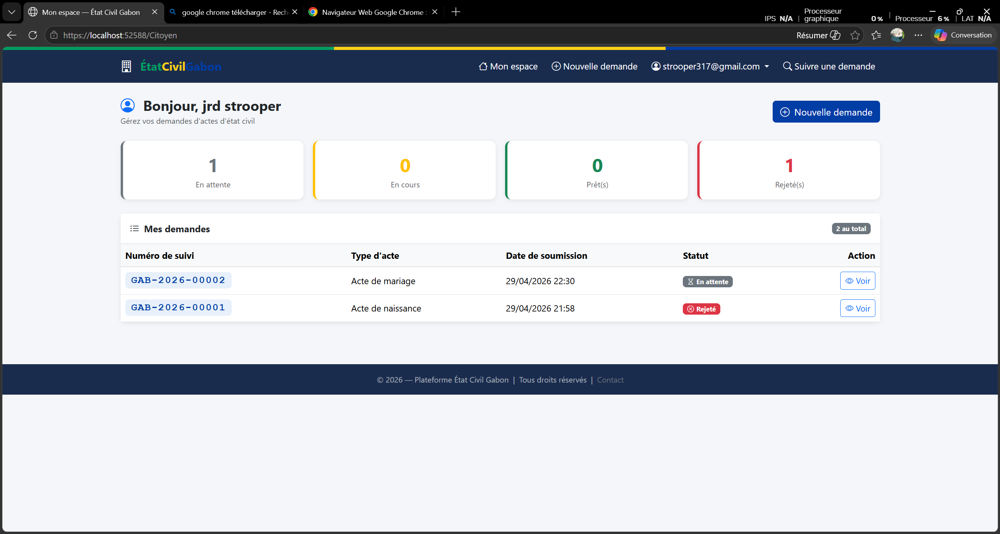 Mon espace — État Civil Gabon
google chrome télécharger - Rech
Navigateur Web Google Chrome :
IPS N/A | Processeur graphique 0 % | Processeur 6 % | LAT N/A
https://localhost:52588/Citoyen
Résumer
Conversation
ÉtatCivilGabon
Mon espace
Nouvelle demande
strooper317@gmail.com
Suivre une demande
Bonjour, jrd strooper
Gérez vos demandes d'actes d'état civil
Nouvelle demande
1
En attente
0
En cours
0
Prêt(s)
1
Rejeté(s)
Mes demandes
2 au total
Numéro de suivi Type d'acte Date de soumission Statut Action
GAB-2026-00002 Acte de mariage 29/04/2026 22:30 En attente Voir
GAB-2026-00001 Acte de naissance 29/04/2026 21:58 Rejeté Voir
© 2026 — Plateforme État Civil Gabon | Tous droits réservés | Contact